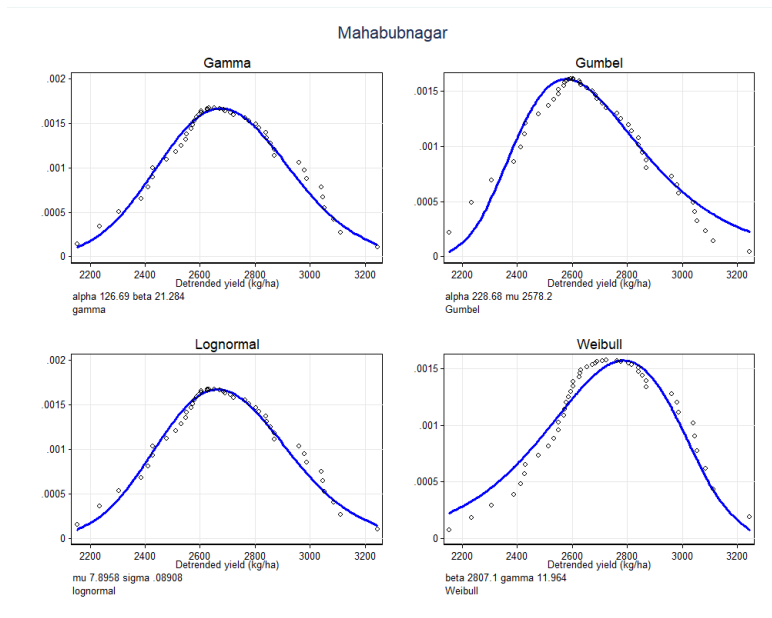 Mahabubnagar
Gamma
.002
.0015
.001
.0005
0
2200 2400 2600 2800 3000 3200
Detrended yield (kg/ha)
alpha 126.69 beta 21.284
gamma
Gumbel
.0015
.001
.0005
0
2200 2400 2600 2800 3000 3200
Detrended yield (kg/ha)
alpha 228.68 mu 2578.2
Gumbel
Lognormal
.002
.0015
.001
.0005
0
2200 2400 2600 2800 3000 3200
Detrended yield (kg/ha)
mu 7.8958 sigma .08908
lognormal
Weibull
.0015
.001
.0005
0
2200 2400 2600 2800 3000 3200
Detrended yield (kg/ha)
beta 2807.1 gamma 11.964
Weibull